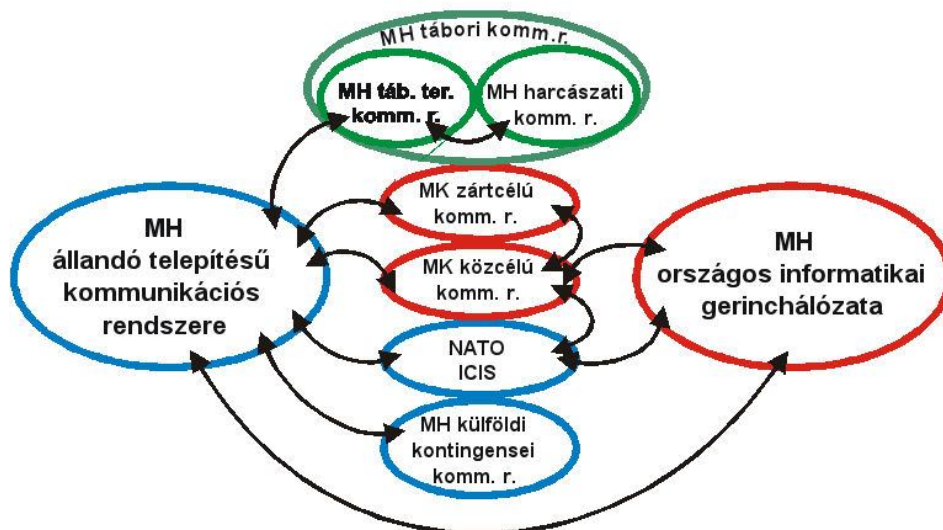 MH tábori komm.r.
MH táb. ter.
komm. r.
MH harcászati
komm. r.
MK zártcélú
komm. r.
MH
állandó telepítésű
kommunikációs
rendszere
MK közcélú
komm. r.
MH
országos informatikai
gerinchálózata
NATO
ICIS
MH külföldi
kontingensei
komm. r.